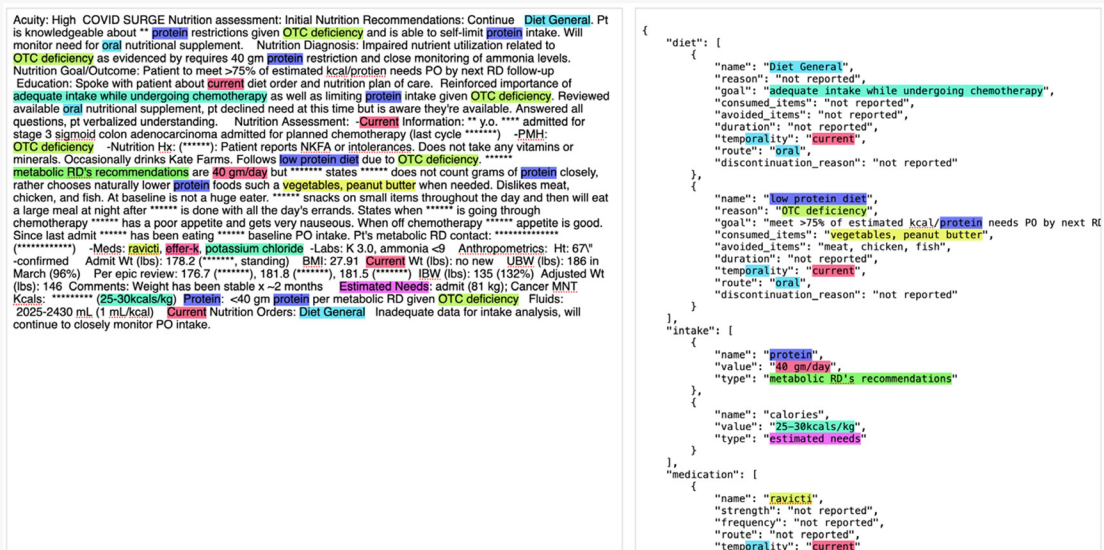 Acuity: High  COVID SURGE Nutrition assessment: Initial Nutrition Recommendations: Continue   Diet General. Pt
is knowledgeable about ** protein restrictions given OTC deficiency and is able to self-limit protein intake. Will
monitor need for oral nutritional supplement.    Nutrition Diagnosis: Impaired nutrient utilization related to
OTC deficiency as evidenced by requires 40 gm protein restriction and close monitoring of ammonia levels.
Nutrition Goal/Outcome: Patient to meet >75% of estimated kcal/protien needs PO by next RD follow-up
 Education: Spoke with patient about current diet order and nutrition plan of care.  Reinforced importance of
adequate intake while undergoing chemotherapy as well as limiting protein intake given OTC deficiency. Reviewed
available oral nutritional supplement, pt declined need at this time but is aware they're available. Answered all
questions, pt verbalized understanding.     Nutrition Assessment:  -Current Information: ** y.o. **** admitted for
stage 3 sigmoid colon adenocarcinoma admitted for planned chemotherapy (last cycle *******)    -PMH:
OTC deficiency    -Nutrition Hx: (******): Patient reports NKFA or intolerances. Does not take any vitamins or
minerals. Occasionally drinks Kate Farms. Follows low protein diet due to OTC deficiency. ******
metabolic RD's recommendations are 40 gm/day but ******* states ****** does not count grams of protein closely,
rather chooses naturally lower protein foods such a vegetables, peanut butter when needed. Dislikes meat,
chicken, and fish. At baseline is not a huge eater. ****** snacks on small items throughout the day and then will eat
a large meal at night after ****** is done with all the day's errands. States when ****** is going through
chemotherapy ****** has a poor appetite and gets very nauseous. When off chemotherapy ****** appetite is good.
Since last admit ****** has been eating ****** baseline PO intake. Pt's metabolic RD contact: **************
(************)    -Meds: ravicti, effer-k, potassium chloride  -Labs: K 3.0, ammonia <9    Anthropometrics:  Ht: 67\"
-confirmed     Admit Wt (lbs): 178.2 (*******, standing)    BMI: 27.91   Current Wt (lbs): no new    UBW (lbs): 186 in
March (96%)    Per epic review: 176.7 (*******), 181.8 (******), 181.5 (******)   IBW (lbs): 135 (132%)  Adjusted Wt
(lbs): 146  Comments: Weight has been stable x ~2 months     Estimated Needs: admit (81 kg); Cancer MNT
Kcals:  ********* (25-30kcals/kg)  Protein:  <40 gm protein per metabolic RD given OTC deficiency    Fluids:
 2025-2430 mL (1 mL/kcal)    Current Nutrition Orders: Diet General    Inadequate data for intake analysis, will
continue to closely monitor PO intake.
{
"diet": [
{
"name": "Diet General",
"reason": "not reported",
"goal": "adequate intake while undergoing chemotherapy",
"consumed_items": "not reported",
"avoided_items": "not reported",
"duration": "not reported",
"temporality": "current",
"route": "oral",
"discontinuation_reason": "not reported"
},
{
"name": "low protein diet",
"reason": "OTC deficiency",
"goal": "meet >75% of estimated kcal/protein needs PO by next RD
"consumed_items": "vegetables, peanut butter",
"avoided_items": "meat, chicken, fish",
"duration": "not reported",
"temporality": "current",
"route": "oral",
"discontinuation_reason": "not reported"
}
],
"intake": [
{
"name": "protein",
"value": "40 gm/day",
"type": "metabolic RD's recommendations"
},
{
"name": "calories",
"value": "25-30kcals/kg",
"type": "estimated needs"
}
],
"medication": [
{
"name": "ravicti",
"strength": "not reported",
"frequency": "not reported",
"route": "not reported",
"temporality": "current"